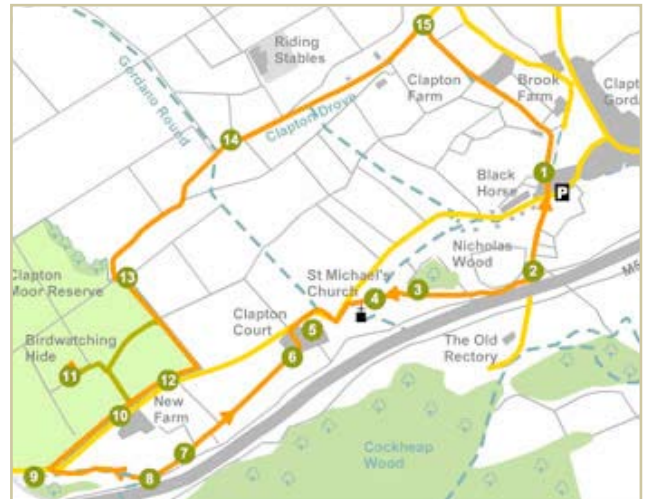 15
Riding
Stables
Clapton
Farm
Brook
Farm
Clapt
Gorda
Gordano Round
Clapton Drove
14
1
P
Black
Horse
Nicholas
Wood
2
M5
St Michael's
Church
3
4
Clapton
Court
5
6
The Old
Rectory
13
Clapton
Moor Reserve
Birdwatching
Hide
11
12
10
New
Farm
7
8
9
Cockheap
Wood